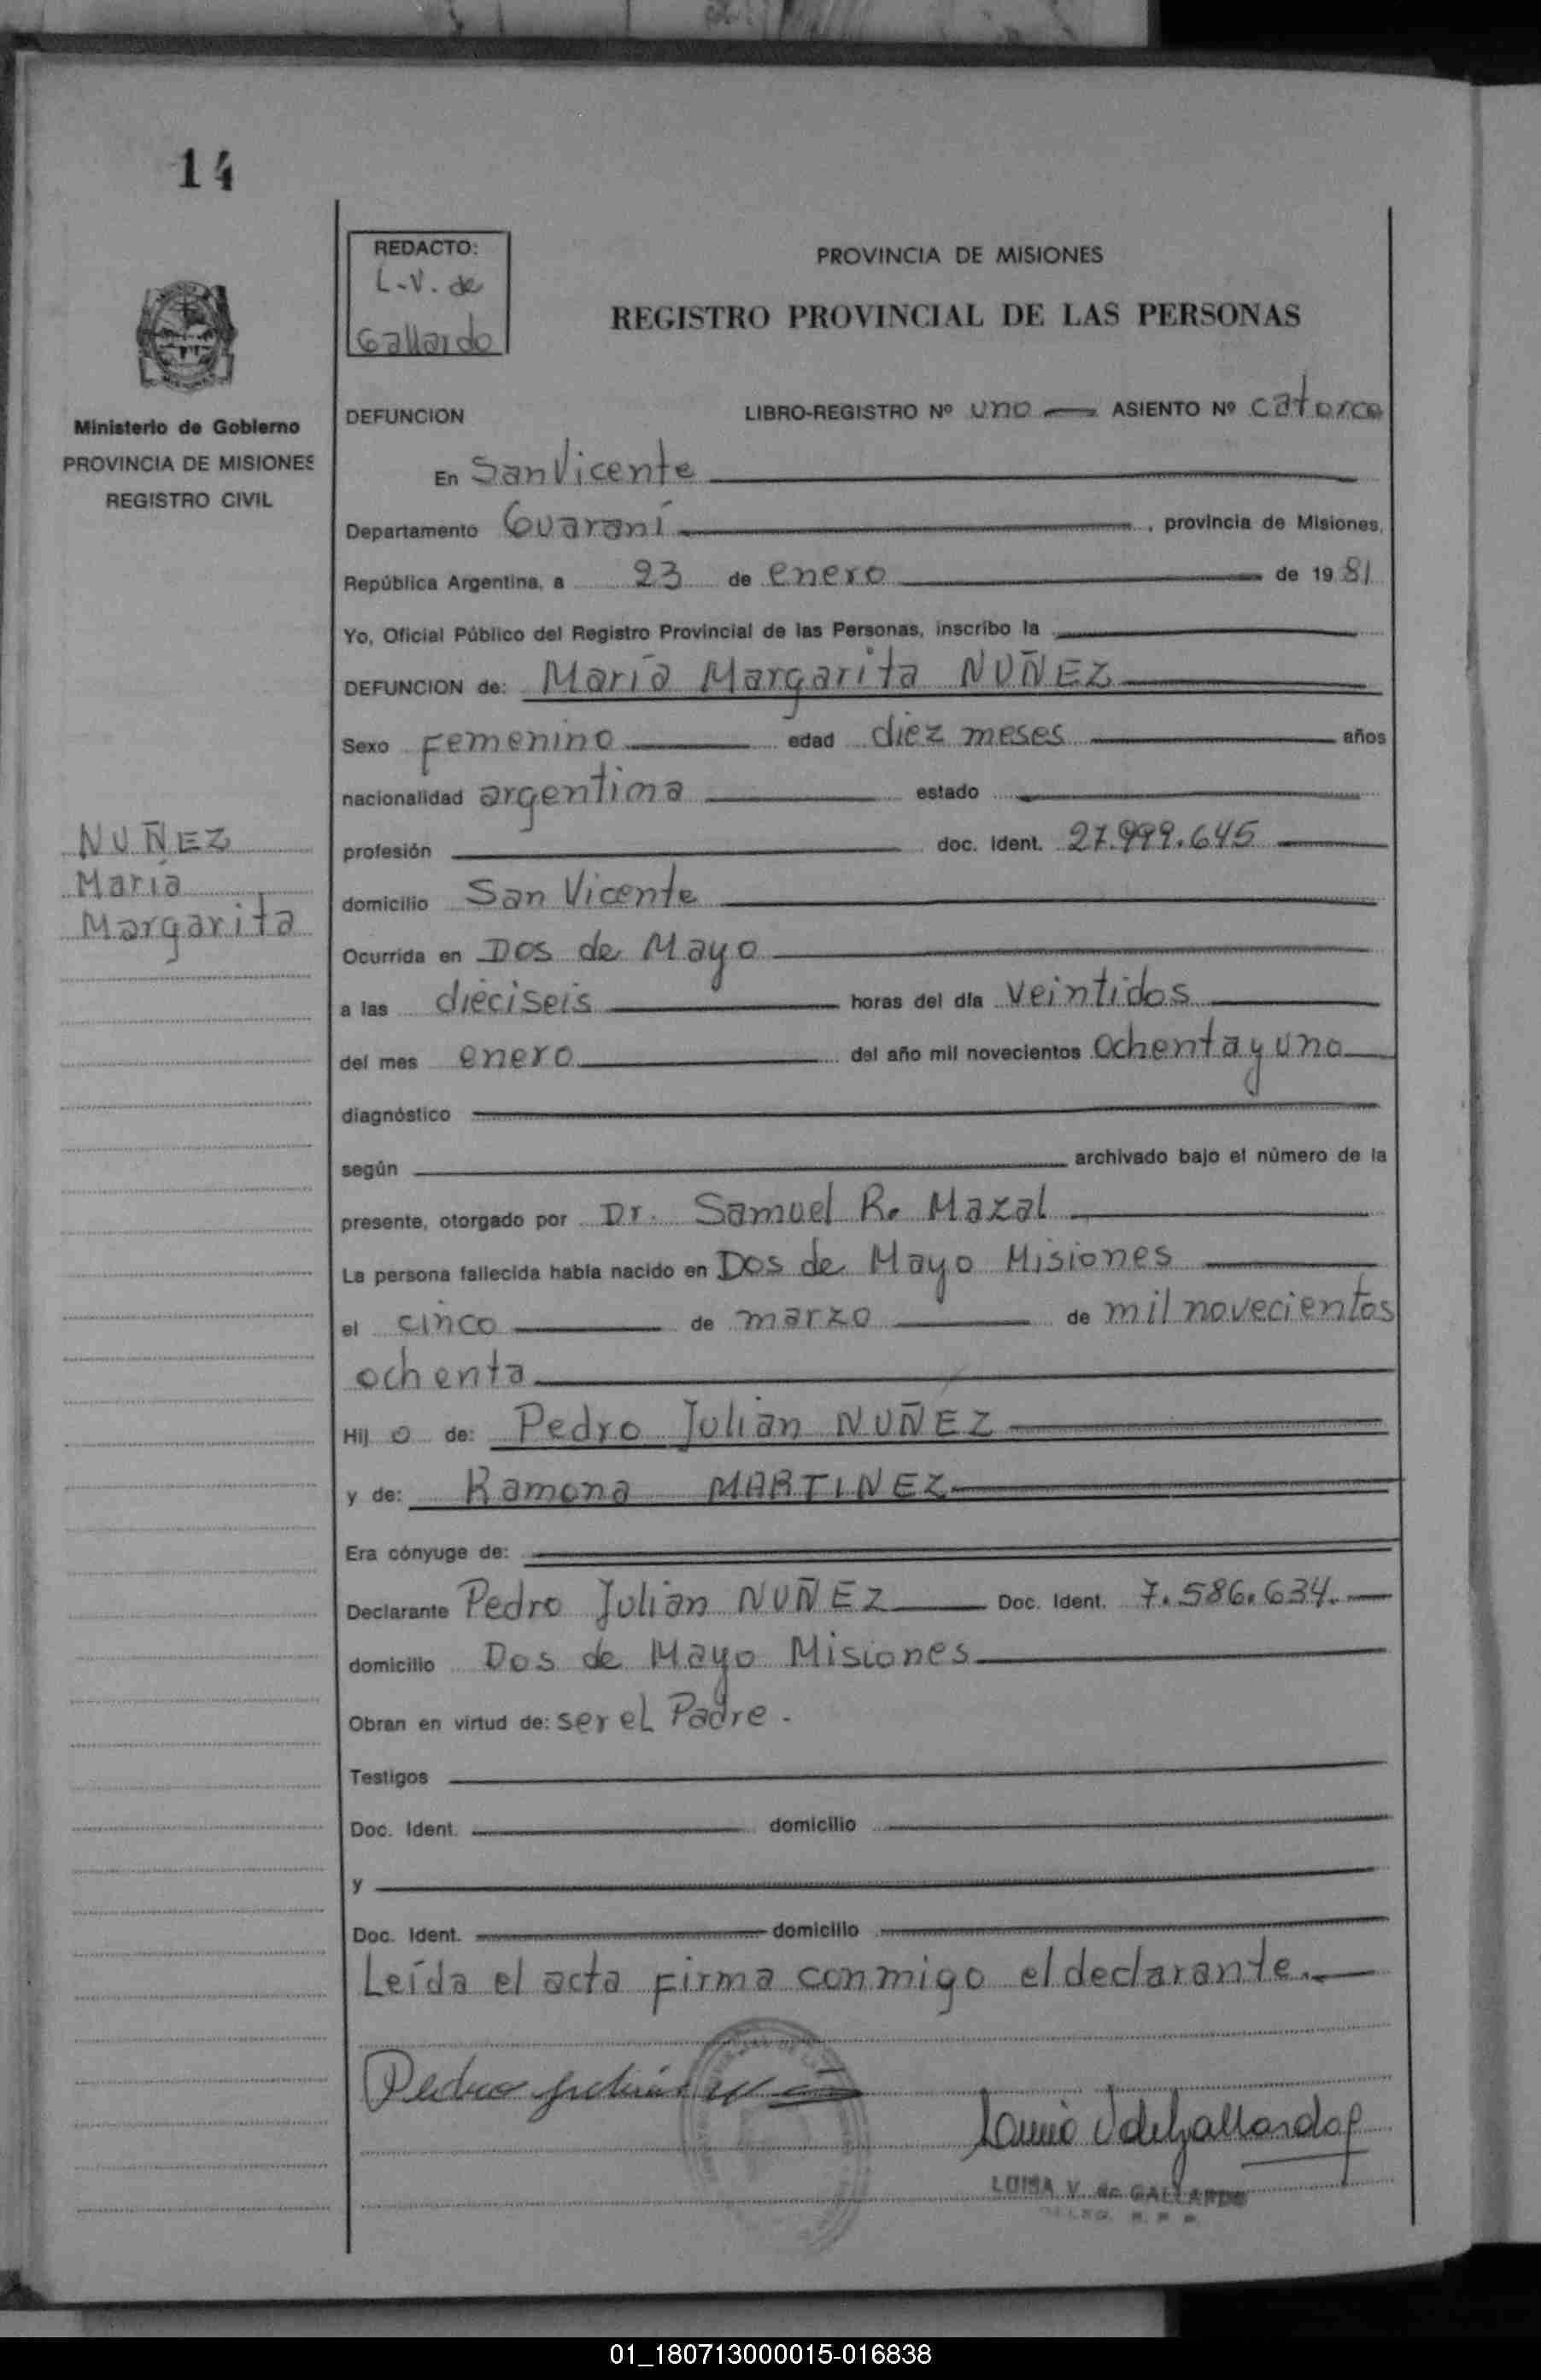 14
REDACTO:
L.V. de
Gallardo
PROVINCIA DE MISIONES
REGISTRO PROVINCIAL DE LAS PERSONAS
Ministerio de Gobierno
PROVINCIA DE MISIONES
REGISTRO CIVIL
NUÑEZ
María
Margarita
DEFUNCION LIBRO-REGISTRO Nº uno ASIENTO Nº catorce
En San Vicente
Departamento Guaraní, provincia de Misiones,
República Argentina, a 23 de enero de 1981
Yo, Oficial Público del Registro Provincial de las Personas, inscribo la
DEFUNCION de: María Margarita NUÑEZ
Sexo Femenino edad diez meses años
nacionalidad argentina estado
profesión doc. Ident. 27.999.645
domicilio San Vicente
Ocurrida en Dos de Mayo
a las dieciseis horas del día veintidos
del mes enero del año mil novecientos ochenta y uno
diagnóstico
según archivado bajo el número de la
presente, otorgado por Dr. Samuel R. Mazal
La persona fallecida había nacido en Dos de Mayo Misiones
el cinco de marzo de mil novecientos
ochenta
Hij o de: Pedro Julian NUÑEZ
y de: Ramona MARTINEZ
Era cónyuge de:
Declarante Pedro Julian NUÑEZ Doc. Ident. 7.586.634.
domicilio Dos de Mayo Misiones
Obran en virtud de: ser el Padre.
Testigos
Doc. Ident. domicilio
y
Doc. Ident. domicilio
Leída el acta firma conmigo el declarante.
LUISA V. de GALLARDO
01_180713000015-016838